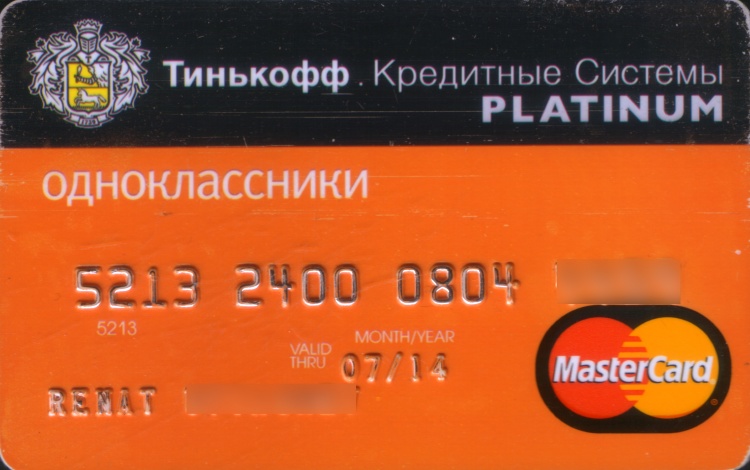 Тинькофф . Кредитные Системы
PLATINUM
одноклассники
5213 2400 0804
5213
MONTH/YEAR
VALID
THRU
07/14
RENAT
MasterCard